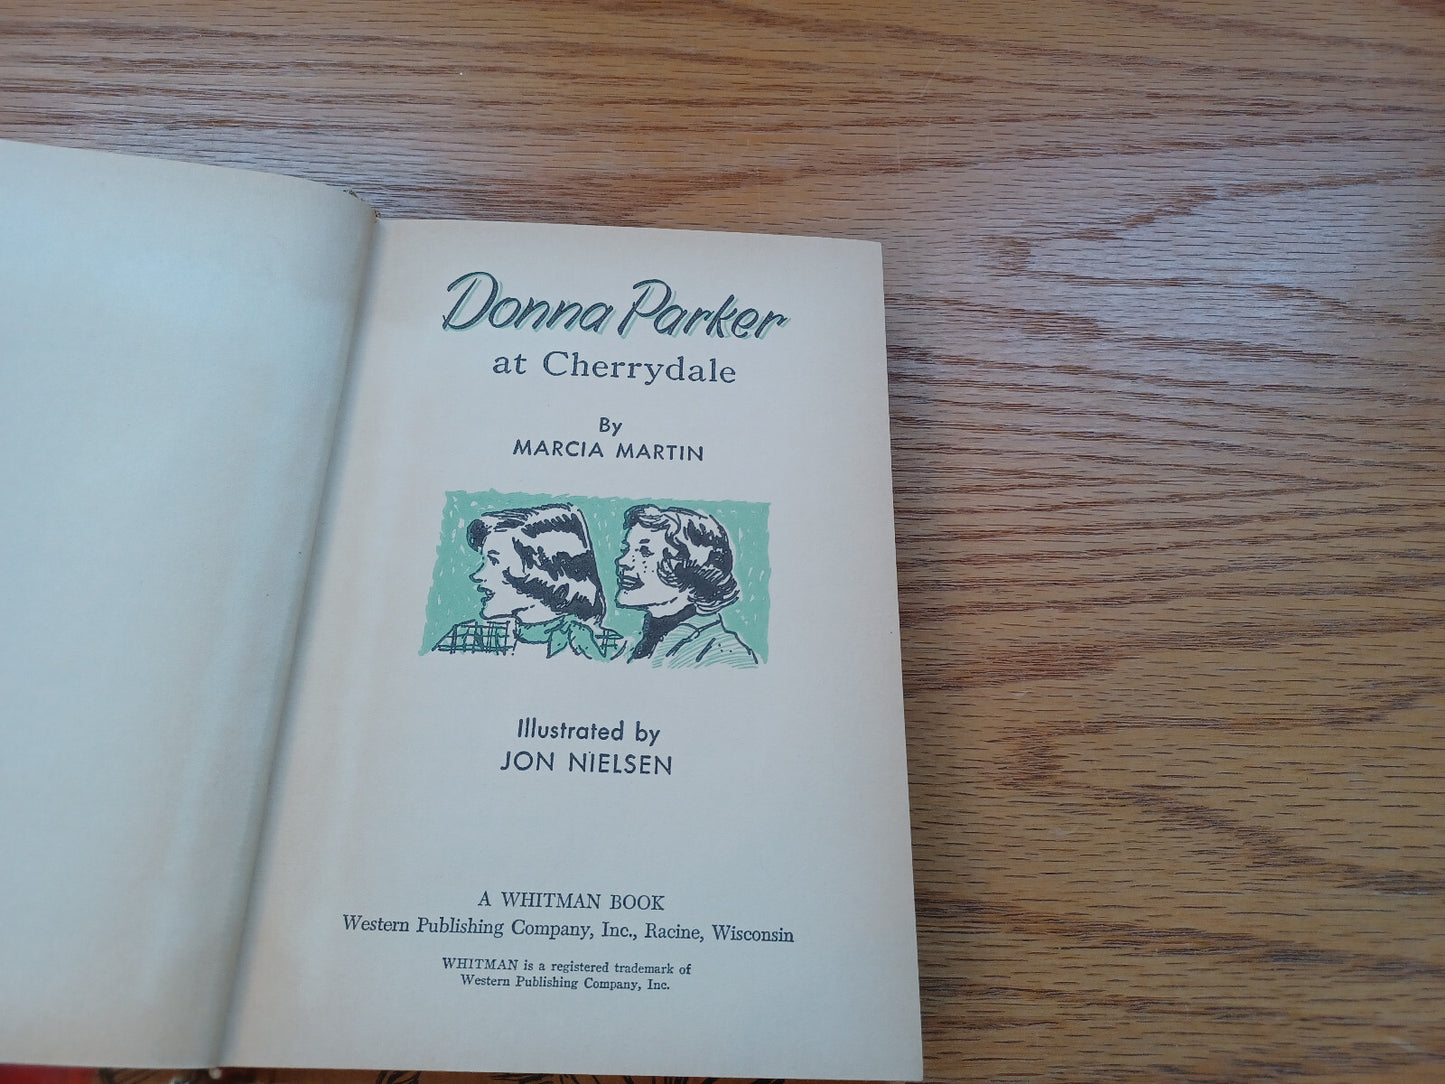 Donna Parker
at Cherrydale
By
MARCIA MARTIN
Illustrated by
JON NIELSEN
A WHITMAN BOOK
Western Publishing Company, Inc., Racine, Wisconsin
WHITMAN is a registered trademark of
Western Publishing Company, Inc.